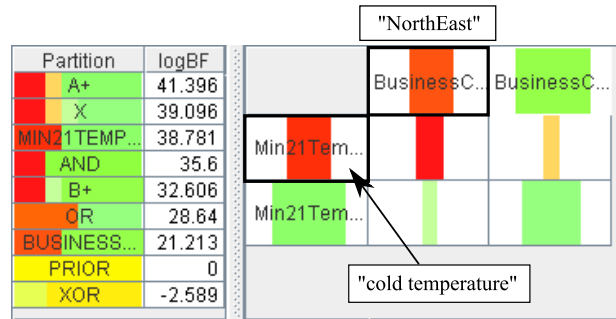 "NorthEast"
Partition logBF
A+ 41.396
X 39.096
MIN21TEMP... 38.781
AND 35.6
B+ 32.606
OR 28.64
BUSINESS... 21.213
PRIOR 0
XOR -2.589
BusinessC... BusinessC...
Min21Tem...
Min21Tem...
"cold temperature"